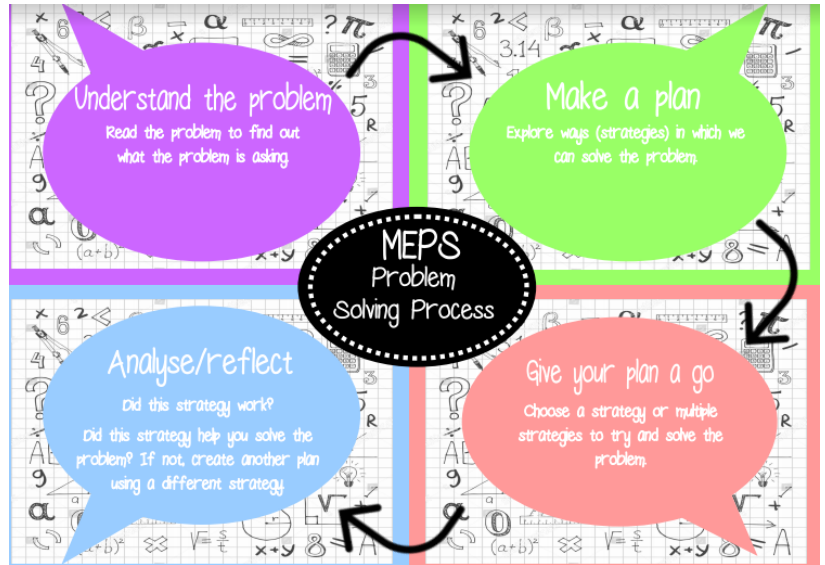 Understand the problem
Read the problem to find out
what the problem is asking.
Make a plan
Explore ways (strategies) in which we
can solve the problem.
MEPS
Problem
Solving Process
Analyse/reflect
Did this strategy work?
Did this strategy help you solve the
problem? If not, create another plan
using a different strategy.
Give your plan a go
Choose a strategy or multiple
strategies to try and solve the
problem.